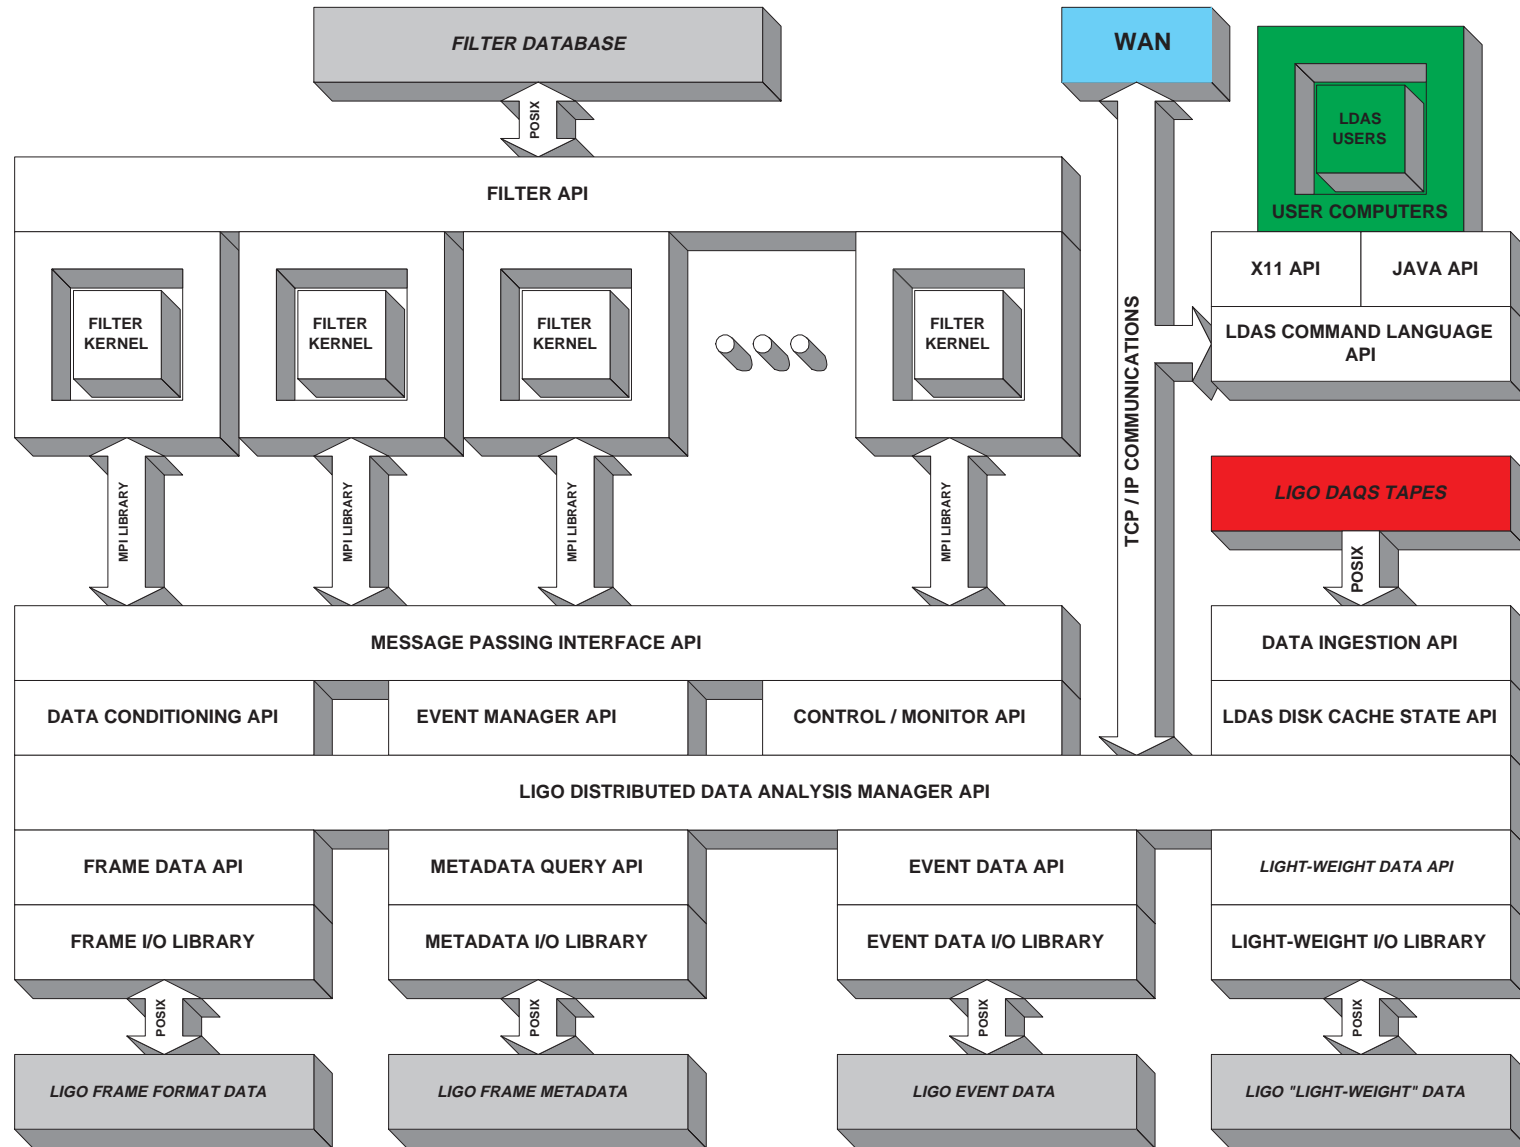 FILTER DATABASE
WAN
LDAS
USERS
USER COMPUTERS
POSIX
FILTER API
X11 API
JAVA API
LDAS COMMAND LANGUAGE
API
FILTER
KERNEL
FILTER
KERNEL
FILTER
KERNEL
FILTER
KERNEL
TCP / IP COMMUNICATIONS
MPI LIBRARY
MPI LIBRARY
MPI LIBRARY
MPI LIBRARY
LIGO DAQS TAPES
POSIX
MESSAGE PASSING INTERFACE API
DATA INGESTION API
DATA CONDITIONING API
EVENT MANAGER API
CONTROL / MONITOR API
LDAS DISK CACHE STATE API
LIGO DISTRIBUTED DATA ANALYSIS MANAGER API
FRAME DATA API
METADATA QUERY API
EVENT DATA API
LIGHT-WEIGHT DATA API
FRAME I/O LIBRARY
METADATA I/O LIBRARY
EVENT DATA I/O LIBRARY
LIGHT-WEIGHT I/O LIBRARY
POSIX
POSIX
POSIX
POSIX
LIGO FRAME FORMAT DATA
LIGO FRAME METADATA
LIGO EVENT DATA
LIGO "LIGHT-WEIGHT" DATA